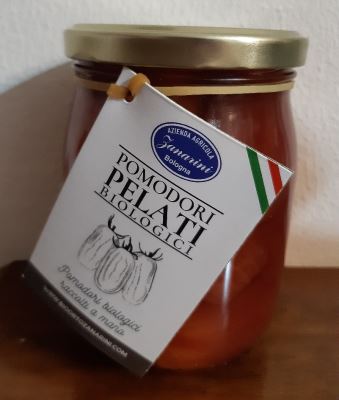 AZIENDA AGRICOLA
Zanarini
Bologna
POMODORI
PELATI
BIOLOGICI
Pomodori biologici
raccolti a mano